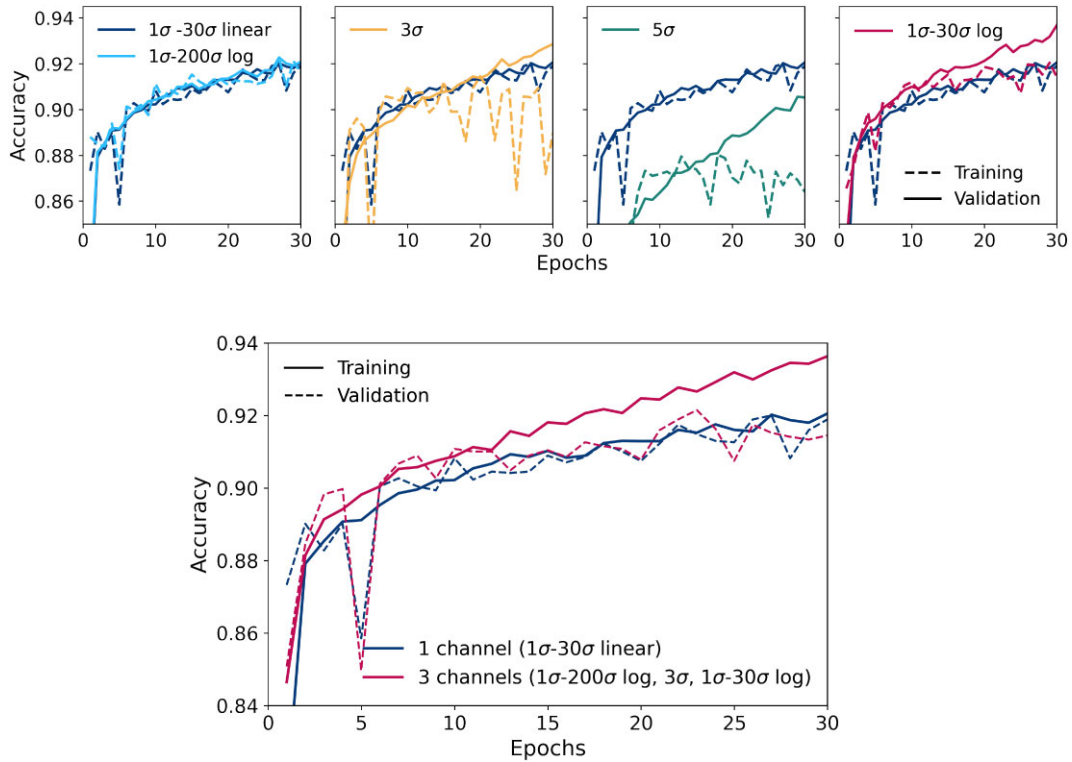 0.94
0.92
0.90
0.88
0.86
Accuracy
1σ -30σ linear
1σ-200σ log
3σ
5σ
1σ-30σ log
Training
Validation
0 10 20 30
0 10 20 30
0 10 20 30
0 10 20 30
Epochs
Epochs
0.94
0.92
0.90
0.88
0.86
0.84
Accuracy
Training
Validation
1 channel (1σ-30σ linear)
3 channels (1σ-200σ log, 3σ, 1σ-30σ log)
0 5 10 15 20 25 30
Epochs